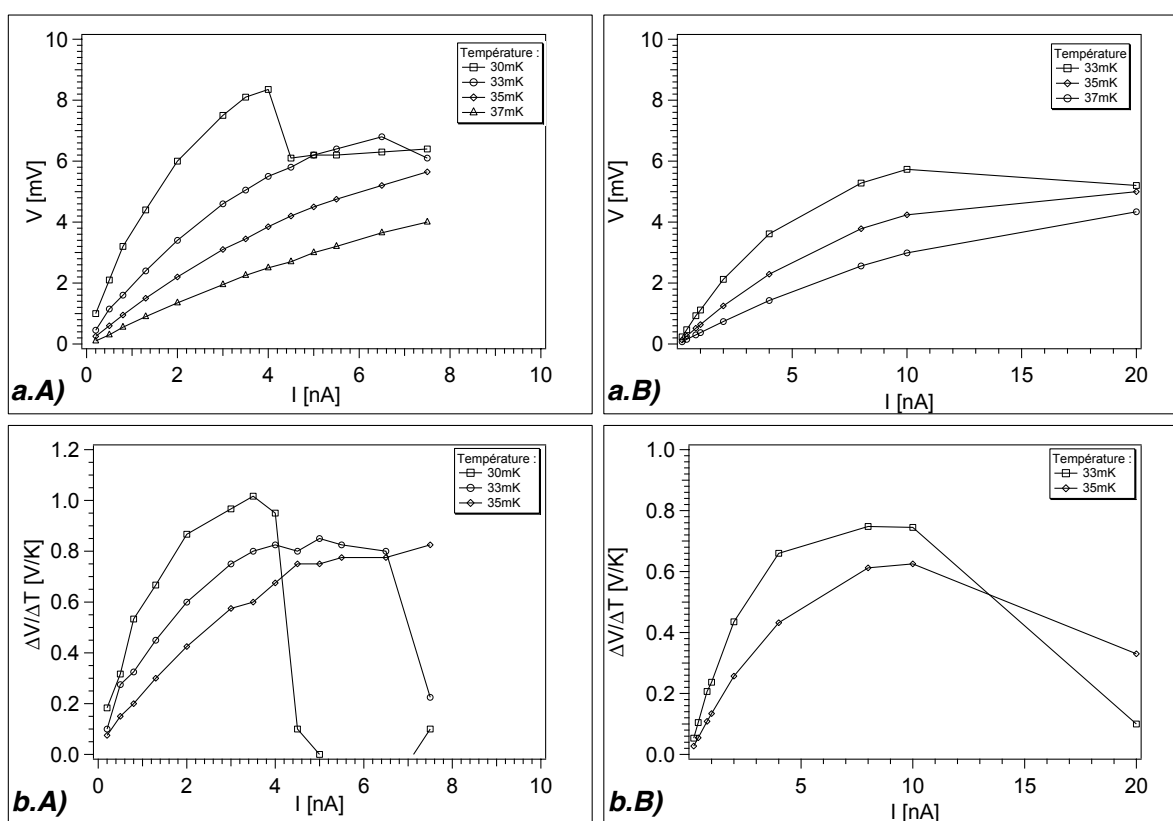 10
8
6
4
2
0
V [mV]
0
2
4
6
8
10
I [nA]
Température :
30mK
33mK
35mK
37mK
a.A)
10
8
6
4
2
0
V [mV]
5
10
15
20
I [nA]
Température
33mK
35mK
37mK
a.B)
1.2
1.0
0.8
0.6
0.4
0.2
0.0
ΔV/ΔT [V/K]
0
2
4
6
8
10
I [nA]
Température :
30mK
33mK
35mK
b.A)
1.0
0.8
0.6
0.4
0.2
0.0
ΔV/ΔT [V/K]
5
10
15
20
I [nA]
Température :
33mK
35mK
b.B)